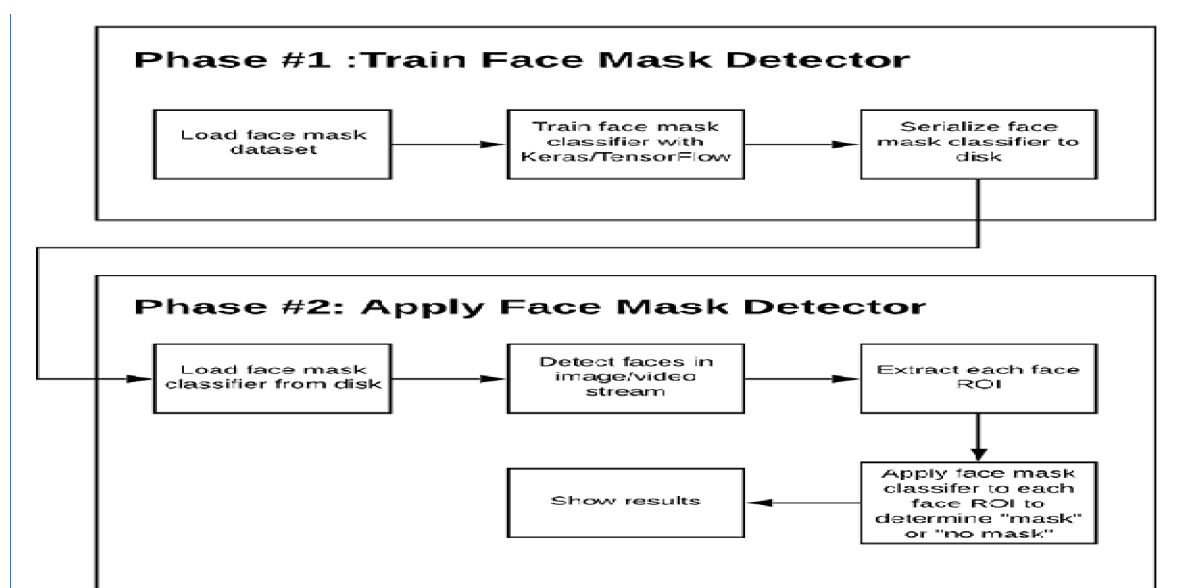 Phase #1 :Train Face Mask Detector
Load face mask
dataset
Train face mask
classifier with
Keras/TensorFlow
Serialize face
mask classifier to
disk
Phase #2: Apply Face Mask Detector
Load face mask
classifier from disk
Detect faces in
image/video
stream
Extract each face
ROI
Apply face mask
classifer to each
face ROI to
determine "mask"
or "no mask"
Show results